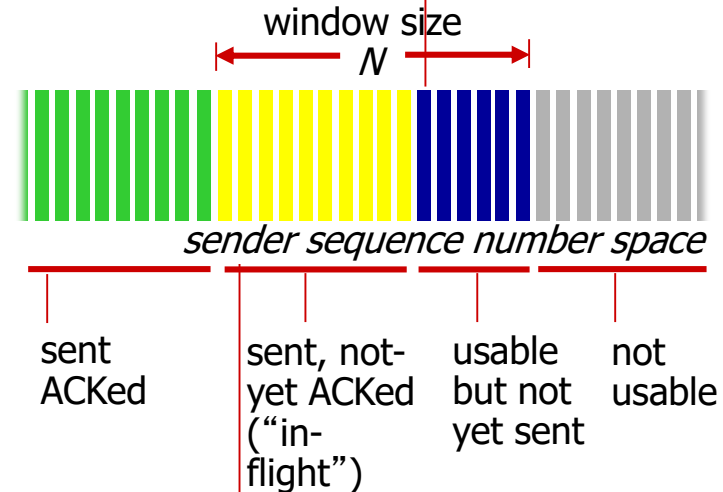 window size
N
sender sequence number space
sent
ACKed
sent, not-
yet ACKed
(“in-
flight”)
usable
but not
yet sent
not
usable